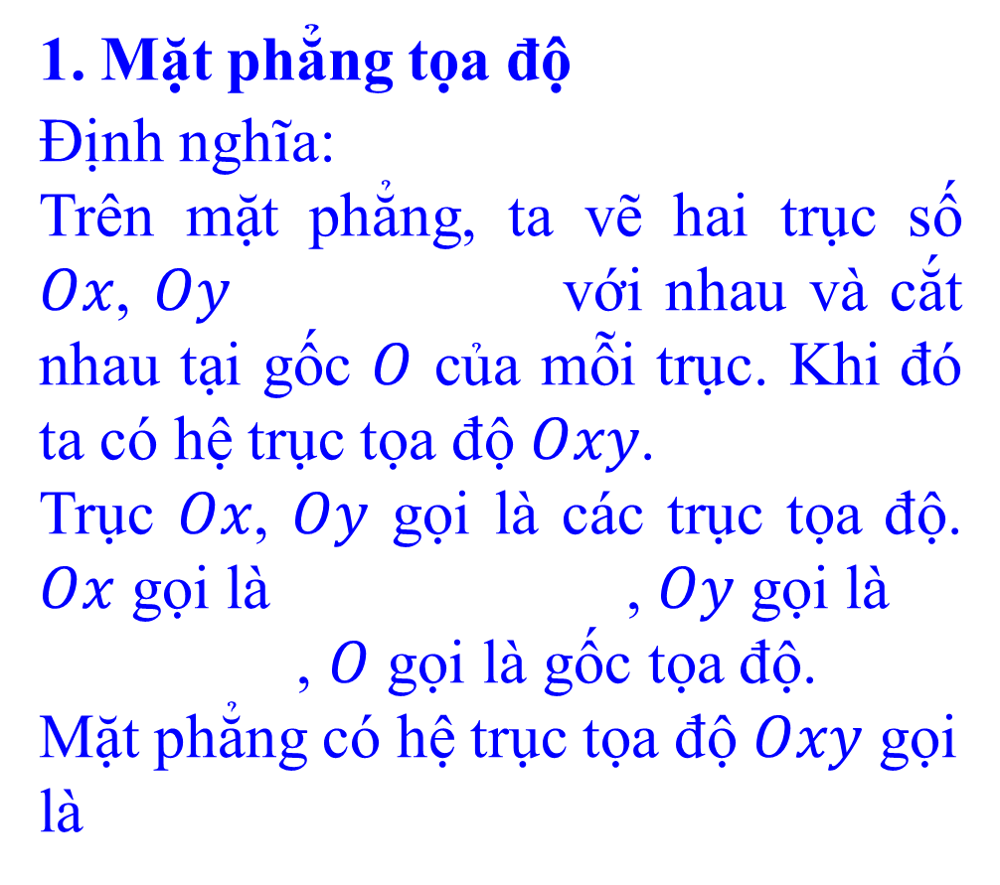 1. Mặt phẳng tọa độ
Định nghĩa:
Trên mặt phẳng, ta vẽ hai trục số
Ox, Oy với nhau và cắt
nhau tại gốc O của mỗi trục. Khi đó
ta có hệ trục tọa độ Oxy.
Trục Ox, Oy gọi là các trục tọa độ.
Ox gọi là , Oy gọi là
, O gọi là gốc tọa độ.
Mặt phẳng có hệ trục tọa độ Oxy gọi
là